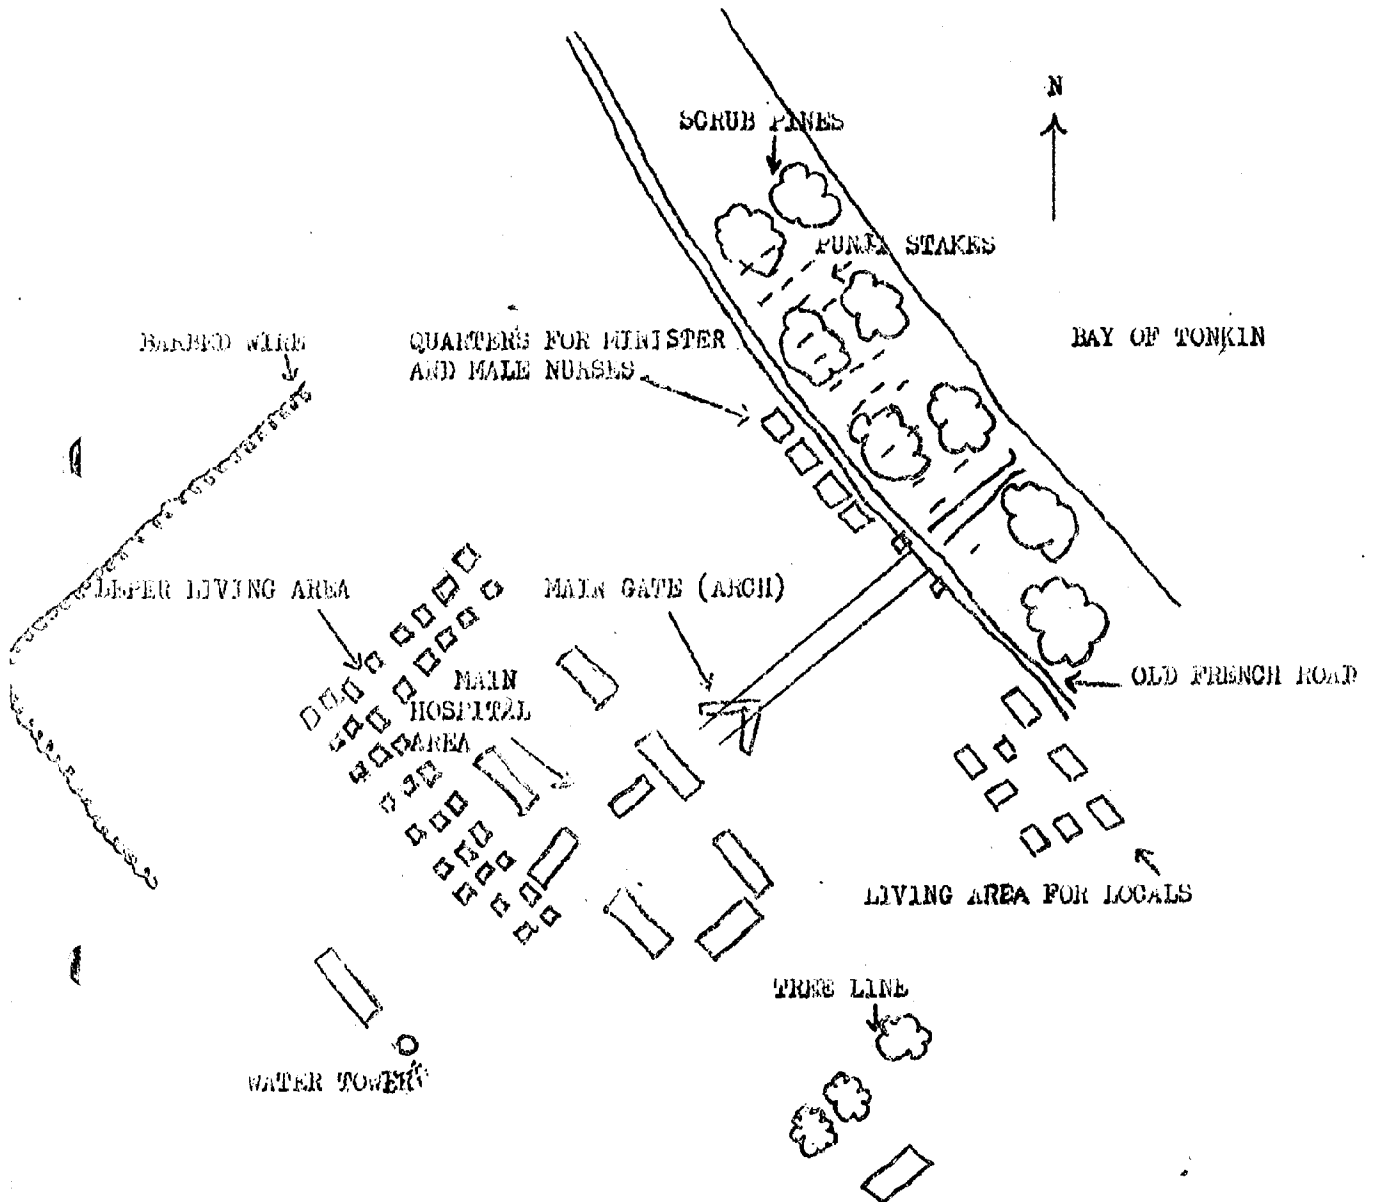 N
SCRUB PINES
PUNJI STAKES
BARBED WIRE
QUARTERS FOR MINISTER
AND MALE NURSES
BAY OF TONKIN
LEPER LIVING AREA
MAIN GATE (ARCH)
MAIN
HOSPITAL
AREA
OLD FRENCH ROAD
LIVING AREA FOR LOCALS
TREE LINE
WATER TOWER